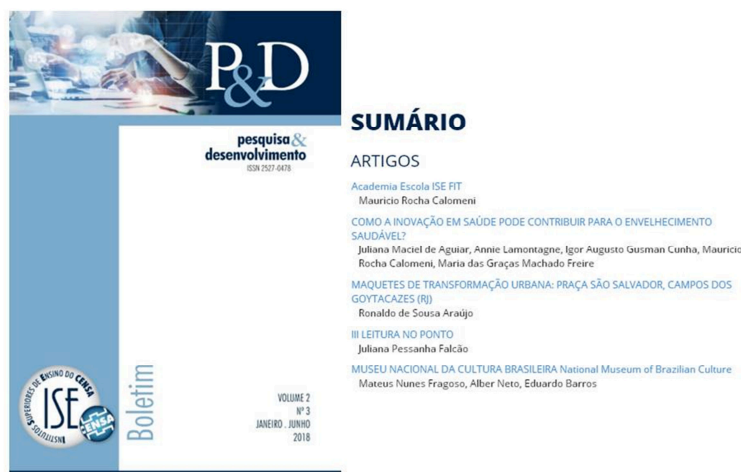 P&D
pesquisa&
desenvolvimento
ISSN 2527-0478
INSTITUTOS SUPERIORES DE ENSINO DO CENSA
ISE
CENSA
Boletim
VOLUME 2
Nº 3
JANEIRO . JUNHO
2018
SUMÁRIO
ARTIGOS
Academia Escola ISE FIT
Mauricio Rocha Calomeni
COMO A INOVAÇÃO EM SAÚDE PODE CONTRIBUIR PARA O ENVELHECIMENTO
SAUDÁVEL?
Juliana Maciel de Aguiar, Annie Lamontagne, Igor Augusto Gusman Cunha, Mauricio
Rocha Calomeni, Maria das Graças Machado Freire
MAQUETES DE TRANSFORMAÇÃO URBANA: PRAÇA SÃO SALVADOR, CAMPOS DOS
GOYTACAZES (RJ)
Ronaldo de Sousa Araújo
III LEITURA NO PONTO
Juliana Pessanha Falcão
MUSEU NACIONAL DA CULTURA BRASILEIRA National Museum of Brazilian Culture
Mateus Nunes Fragoso, Alber Neto, Eduardo Barros